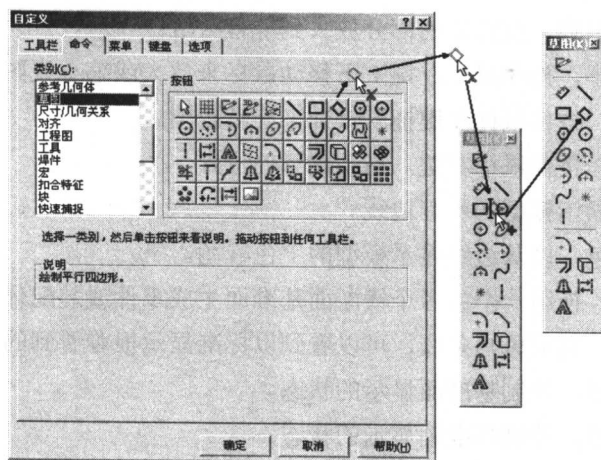 自定义
工具栏 命令 菜单 键盘 选项
类别(C):
按钮
参考几何体
草图
尺寸/几何关系
对齐
工程图
工具
焊件
宏
扣合特征
块
快速捕捉
选择一类别，然后单击按钮来看说明。拖动按钮到任何工具栏。
说明
绘制平行四边形。
确定 取消 帮助(H)
草图(K)